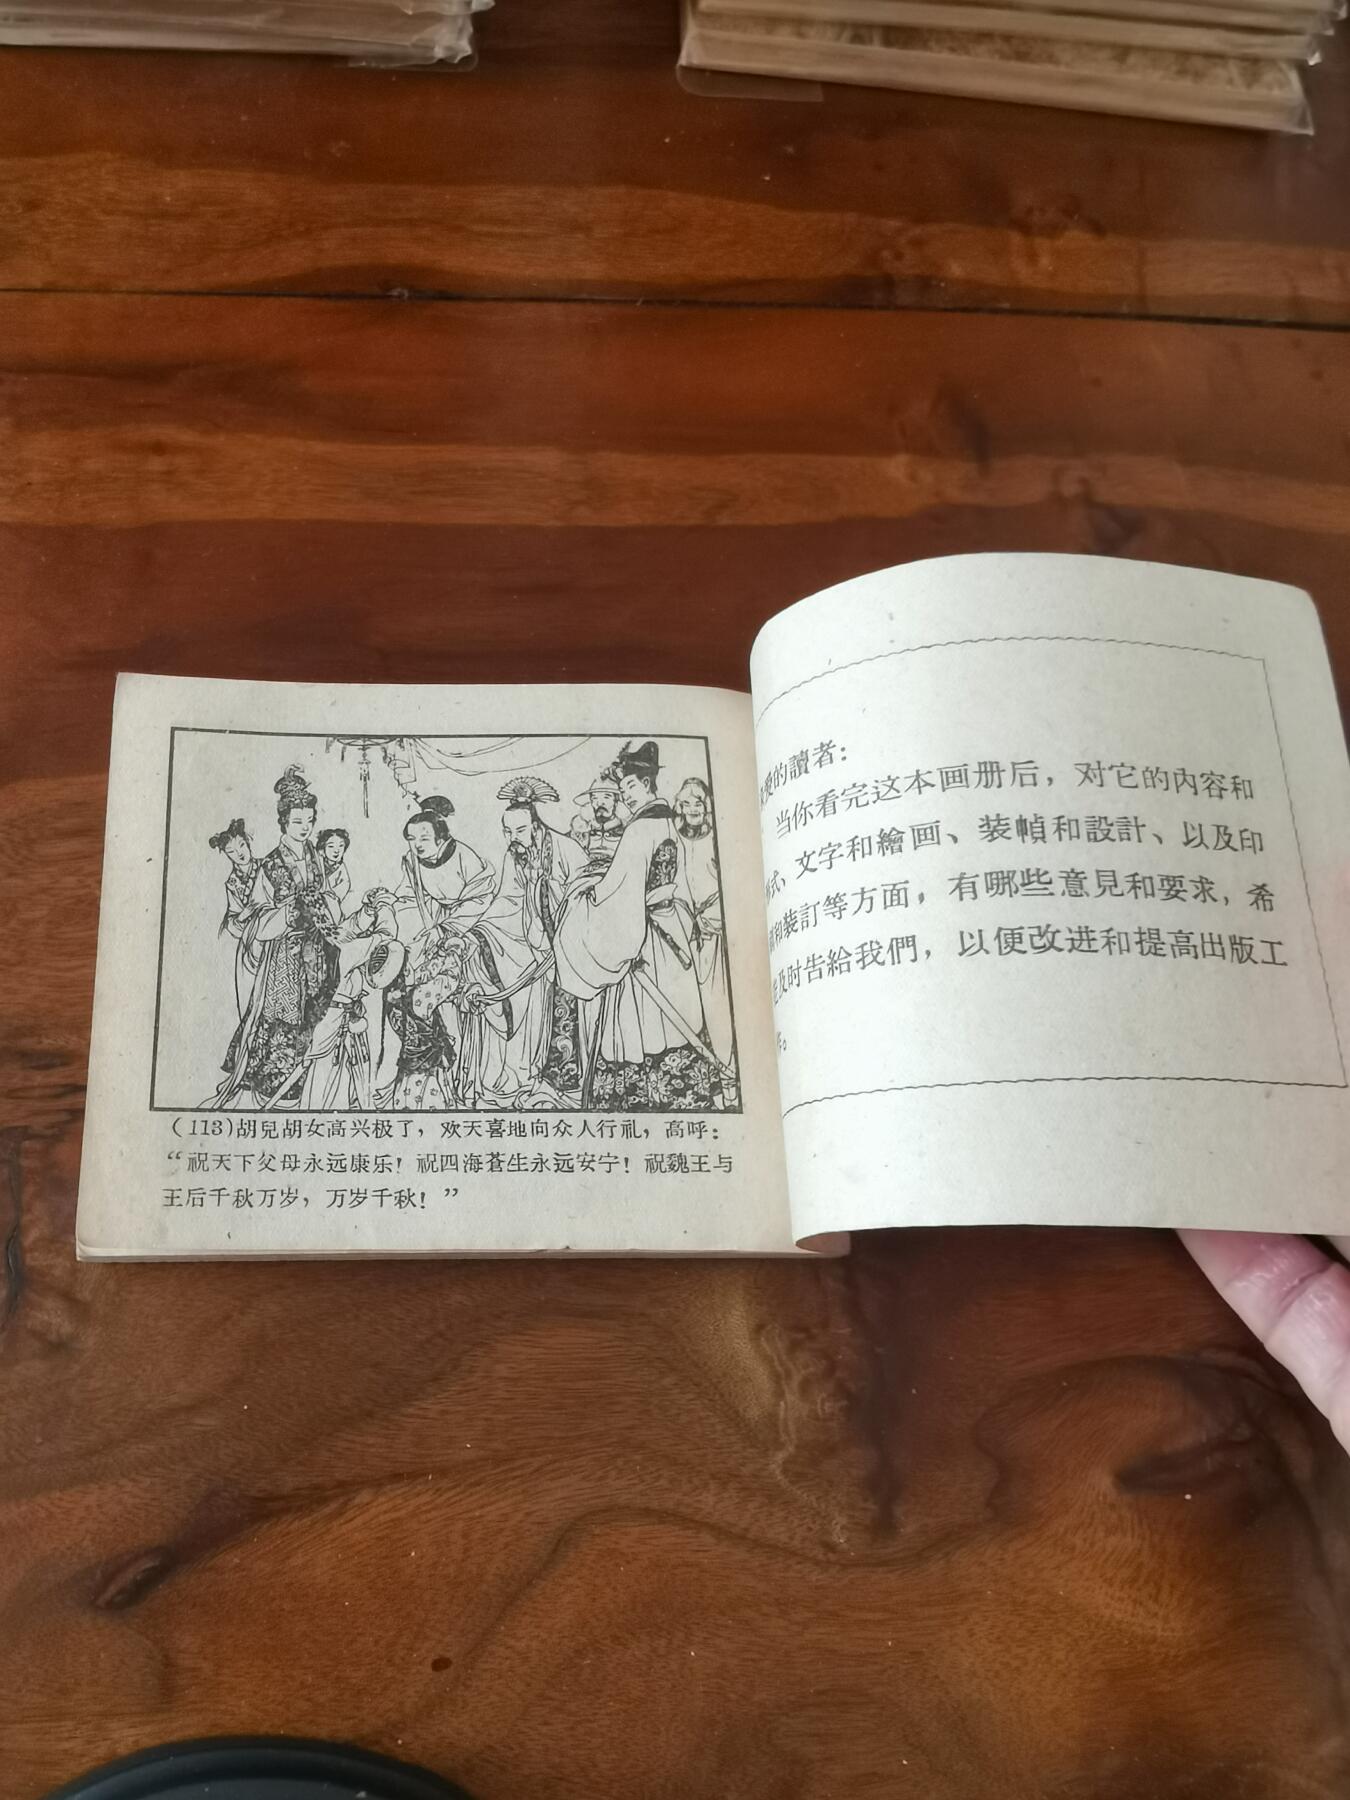 (113)胡兒胡女高兴极了，欢天喜地向众人行礼，高呼：
“祝天下父母永远康乐！祝四海蒼生永远安宁！祝魏王与
王后千秋万岁，万岁千秋！”
的讀者：
当你看完这本画册后，对它的內容和
式、文字和繪画、装幀和設計、以及印
和装訂等方面，有哪些意見和要求，希
及时告給我們，以便改进和提高出版工
。